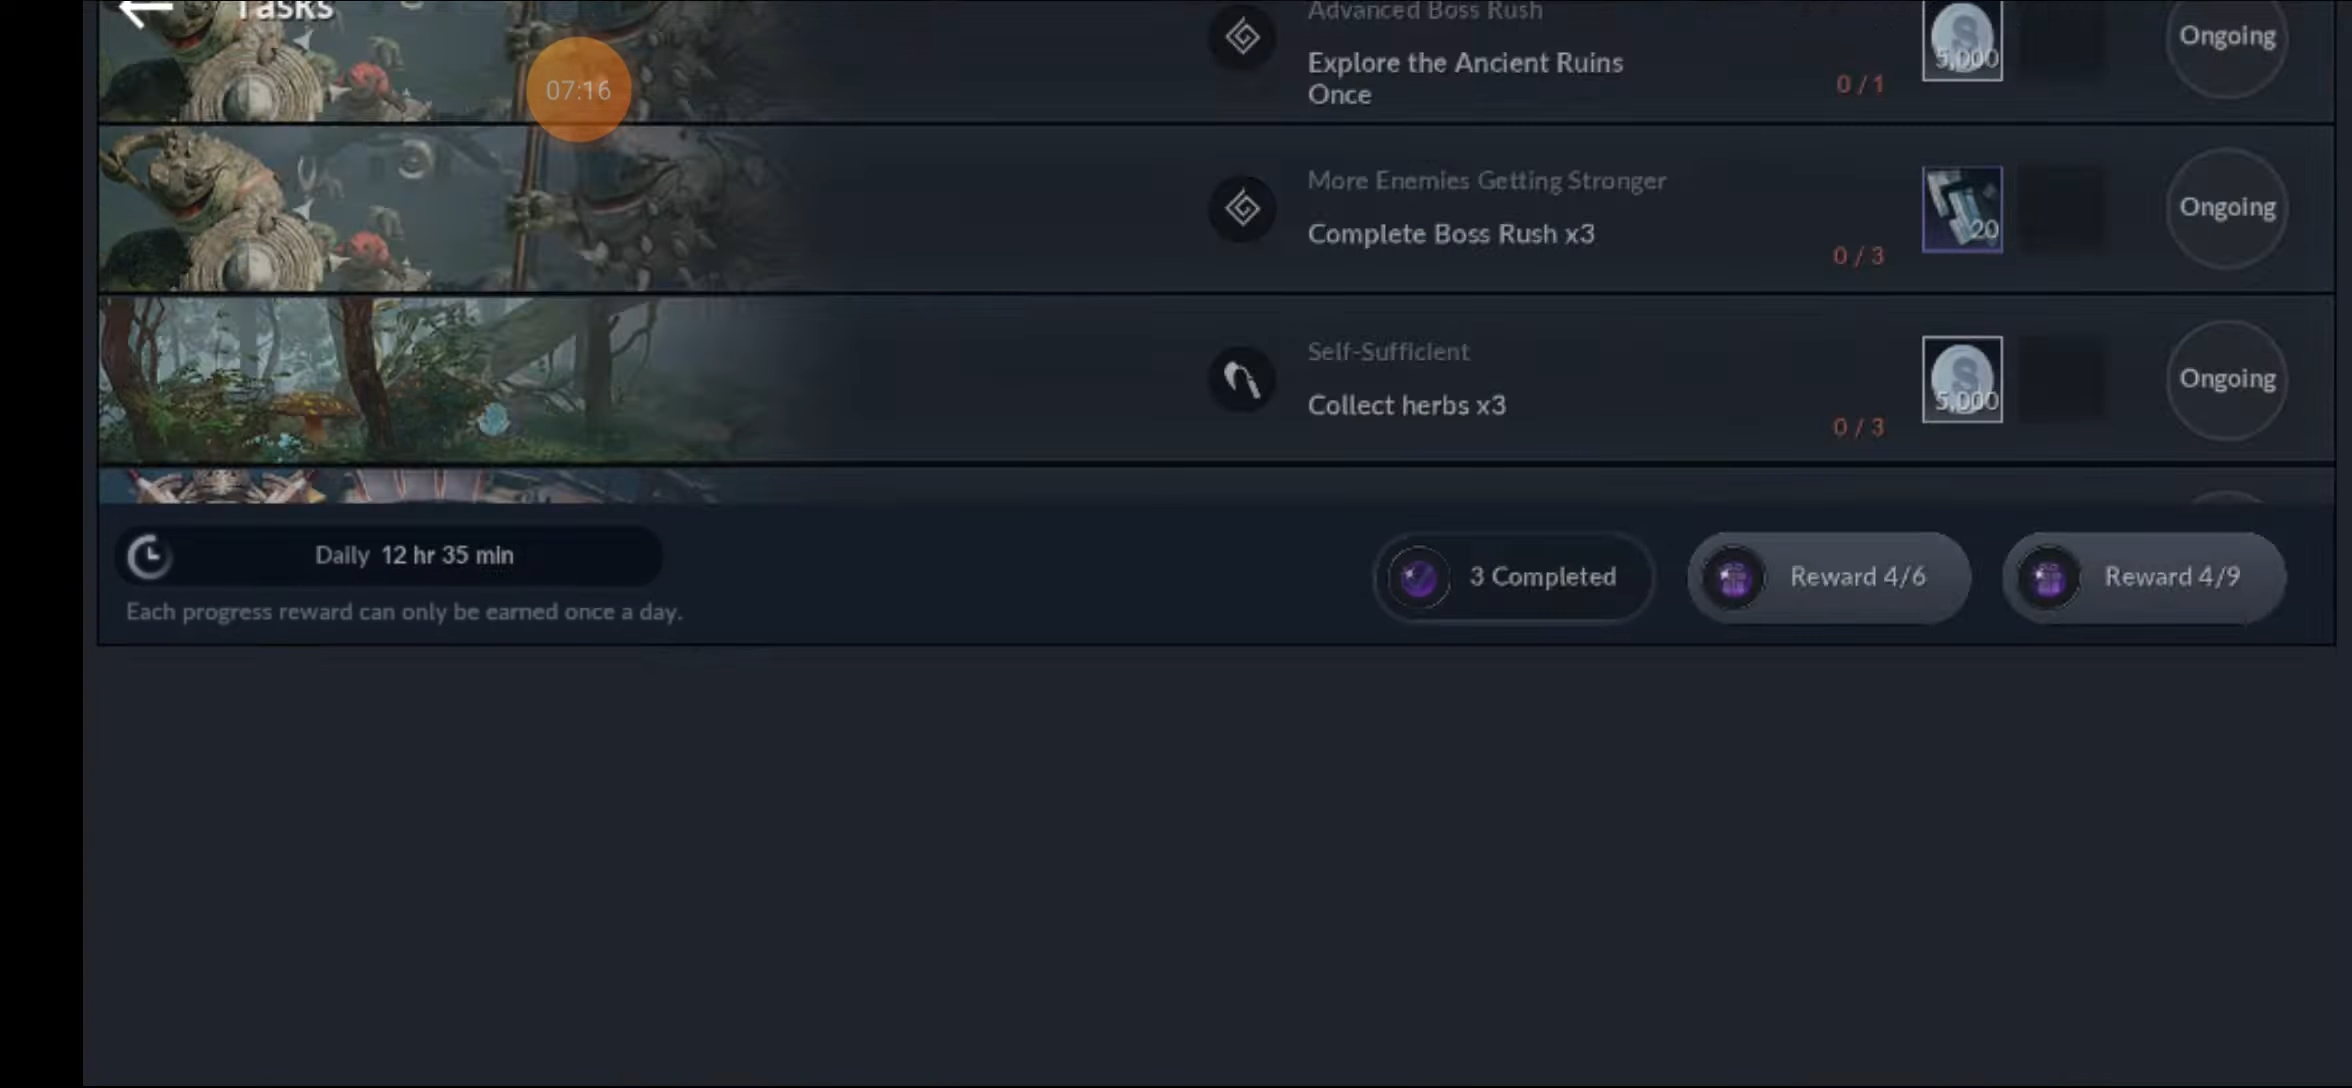 Tasks
07:16
Advanced Boss Rush
Explore the Ancient Ruins
Once
0 / 1
5,000
Ongoing
More Enemies Getting Stronger
Complete Boss Rush x3
0 / 3
20
Ongoing
Self-Sufficient
Collect herbs x3
0 / 3
5,000
Ongoing
Daily 12 hr 35 min
Each progress reward can only be earned once a day.
3 Completed
Reward 4/6
Reward 4/9